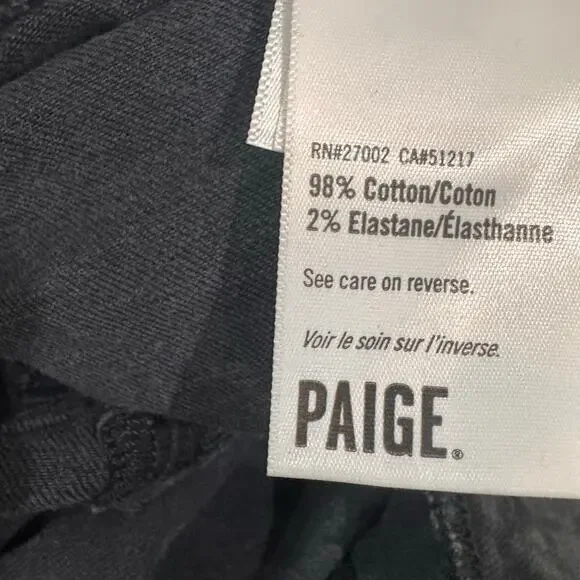 RN#27002 CA#51217
98% Cotton/Coton
2% Elastane/Élasthanne
See care on reverse.
Voir le soin sur l'inverse.
PAIGE®